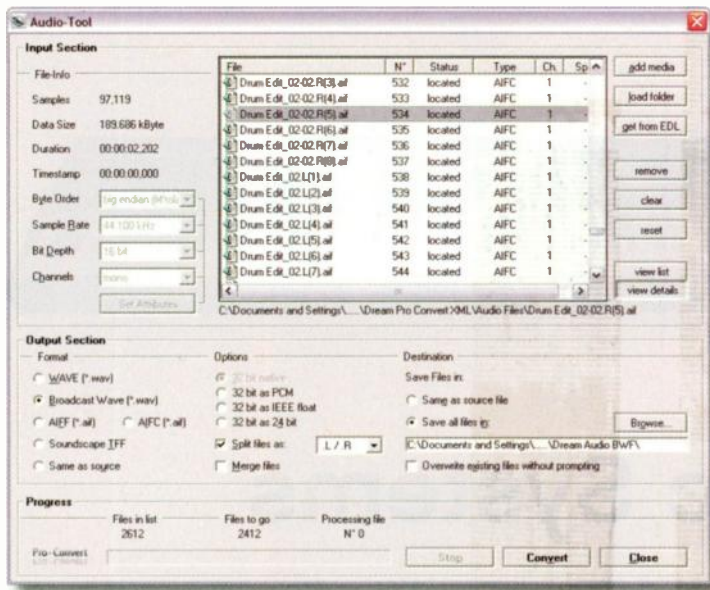 Audio-Tool
Input Section
File-Info
Samples 97,119
Data Size 189.686 kByte
Duration 00:00:02,202
Timestamp 00:00:00,000
Byte Order big endian
Sample Rate 44.100 kHz
Bit Depth 16 bit
Channels mono
Set Attributes
File N° Status Type Ch. Sp
Drum Edit_02-02.R(3).aif 532 located AIFC 1 -
Drum Edit_02-02.R(4).aif 533 located AIFC 1 -
Drum Edit_02-02.R(5).aif 534 located AIFC 1 -
Drum Edit_02-02.R(6).aif 535 located AIFC 1 -
Drum Edit_02-02.R(7).aif 536 located AIFC 1 -
Drum Edit_02-02.R(8).aif 537 located AIFC 1 -
Drum Edit_02.L(1).aif 538 located AIFC 1 -
Drum Edit_02.L(2).aif 539 located AIFC 1 -
Drum Edit_02.L(3).aif 540 located AIFC 1 -
Drum Edit_02.L(4).aif 541 located AIFC 1 -
Drum Edit_02.L(5).aif 542 located AIFC 1 -
Drum Edit_02.L(6).aif 543 located AIFC 1 -
Drum Edit_02.L(7).aif 544 located AIFC 1 -
C:\Documents and Settings\.....\Dream Pro Convert XML\Audio Files\Drum Edit_02-02.R(5).aif
add media
load folder
get from EDL
remove
clear
reset
view list
view details
Output Section
Format
WAVE (*.wav)
Broadcast Wave (*.wav)
AIFF (*.aif) AIFC (*.aif)
Soundscape TFF
Same as source
Options
32 bit native
32 bit as PCM
32 bit as IEEE float
32 bit as 24 bit
Split files as: L / R
Merge files
Destination
Save Files in:
Same as source file
Save all files in: Browse...
C:\Documents and Settings\.....\Dream Audio BWF\
Overwrite existing files without prompting
Progress
Files in list Files to go Processing file
2612 2412 N° 0
Pro-Convert
Stop Convert Close